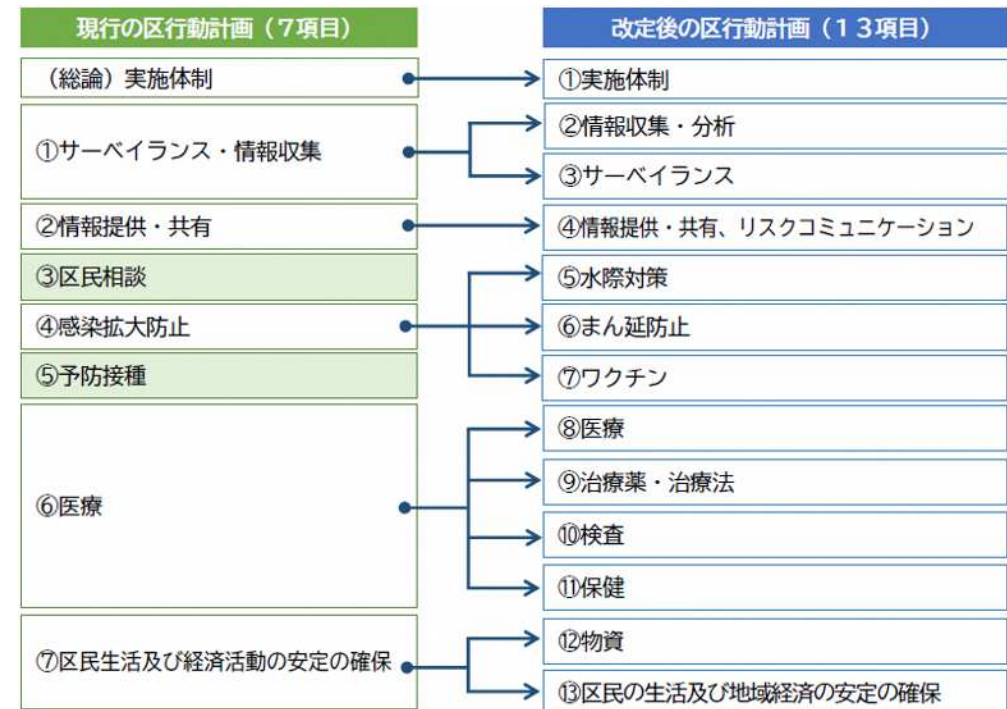 現行の区行動計画（7項目）
（総論）実施体制
①サーベイランス・情報収集
②情報提供・共有
③区民相談
④感染拡大防止
⑤予防接種
⑥医療
⑦区民生活及び経済活動の安定の確保
改定後の区行動計画（１３項目）
①実施体制
②情報収集・分析
③サーベイランス
④情報提供・共有、リスクコミュニケーション
⑤水際対策
⑥まん延防止
⑦ワクチン
⑧医療
⑨治療薬・治療法
⑩検査
⑪保健
⑫物資
⑬区民の生活及び地域経済の安定の確保